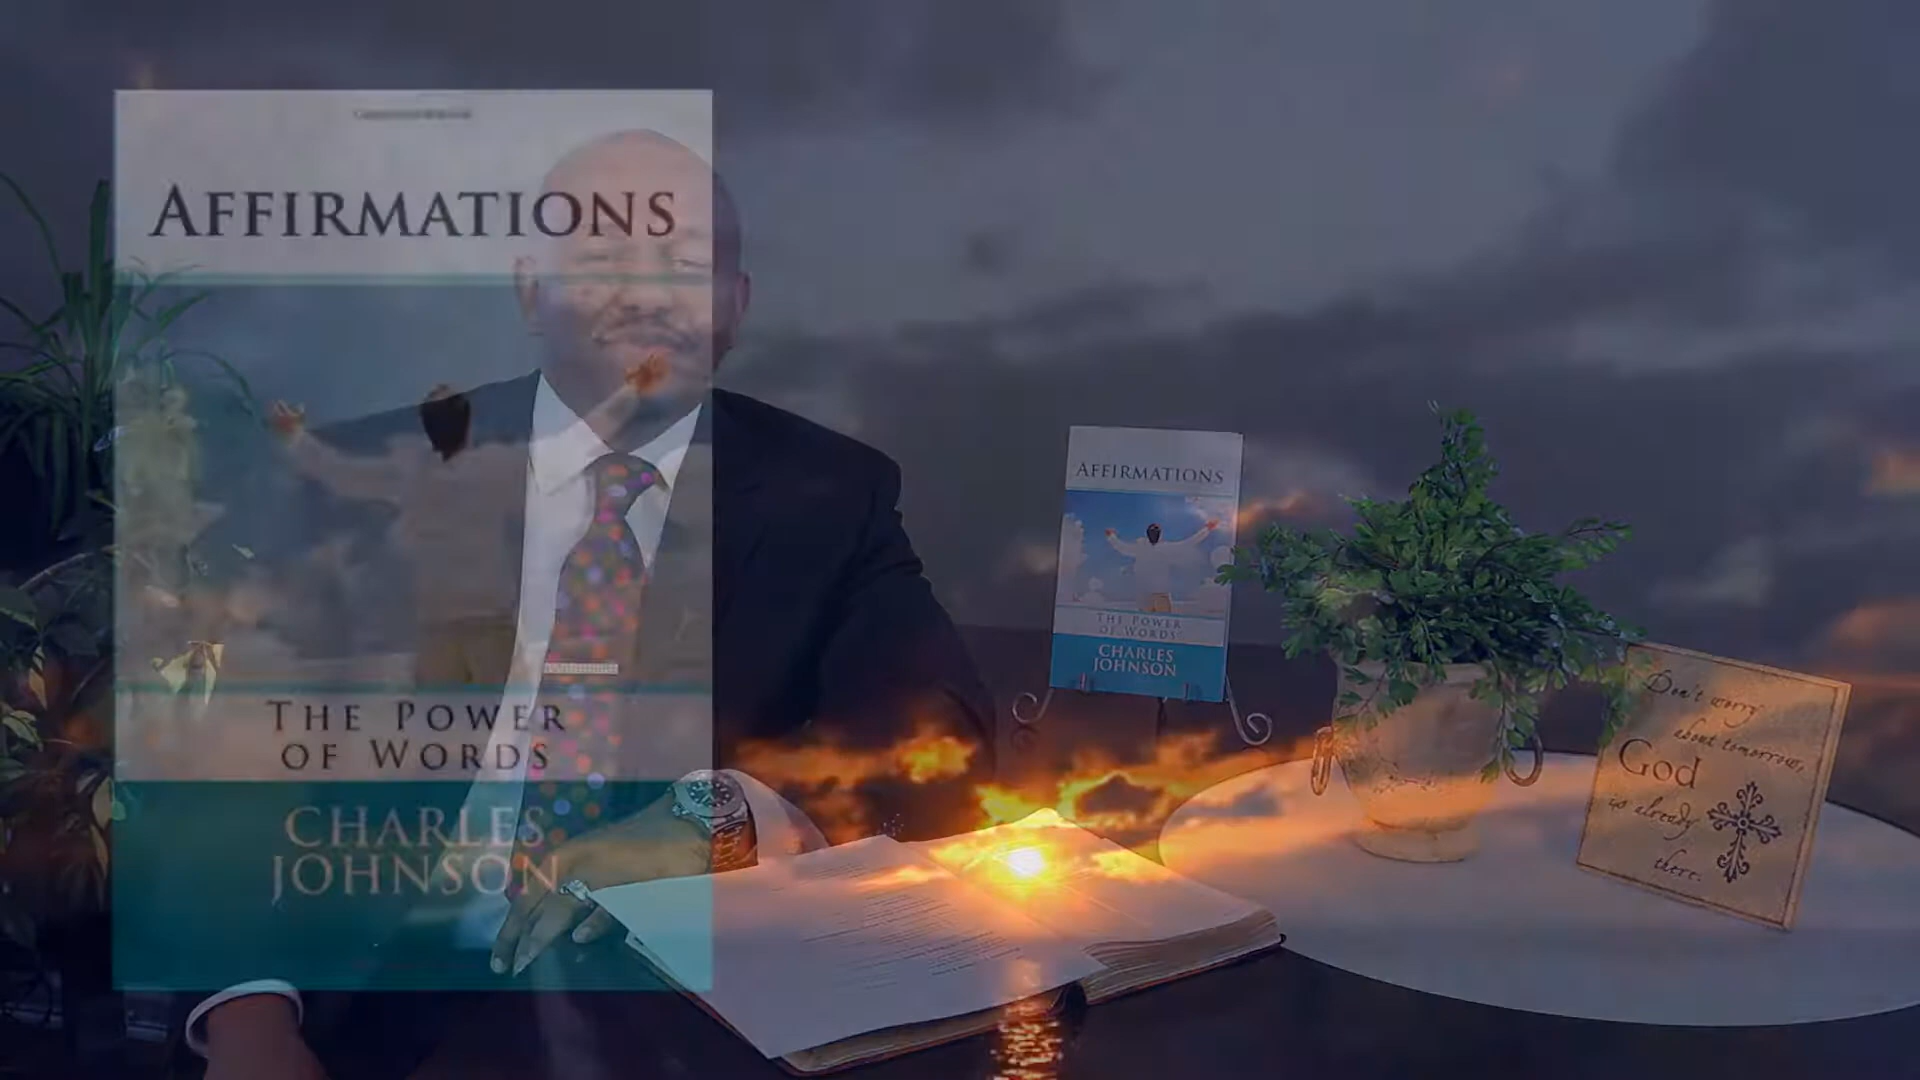 AFFIRMATIONS
THE POWER
OF WORDS
CHARLES
JOHNSON
AFFIRMATIONS
THE POWER
OF WORDS
CHARLES
JOHNSON
Don't worry
about tomorrow,
God
is already
there.